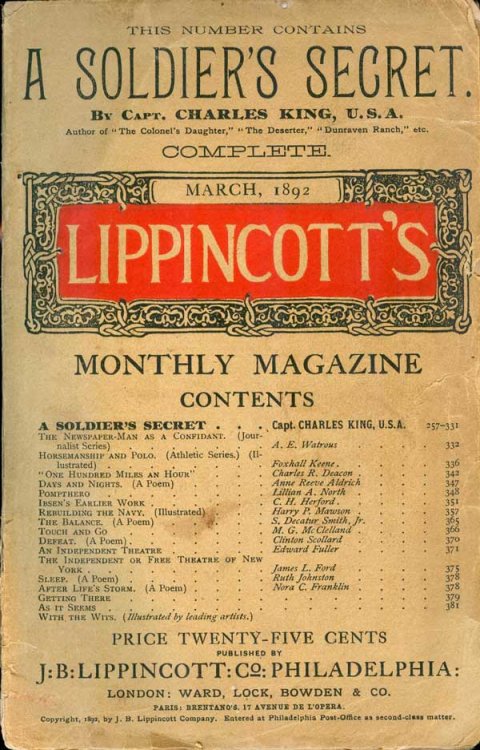 THIS NUMBER CONTAINS
A SOLDIER'S SECRET.
By Capt. CHARLES KING, U.S.A.
Author of "The Colonel's Daughter," "The Deserter," "Dunraven Ranch," etc.
COMPLETE.
MARCH, 1892
LIPPINCOTT'S
MONTHLY MAGAZINE
CONTENTS
A SOLDIER'S SECRET . . . Capt. CHARLES KING, U.S.A. 257-331
The Newspaper-Man as a Confidant. (Jour-
nalist Series) . . . A. E. Watrous . . . 332
Horsemanship and Polo. (Athletic Series.) (Il-
lustrated) . . . Foxhall Keene . . . 336
"One Hundred Miles an Hour" . . . Charles R. Deacon . . . 342
Days and Nights. (A Poem) . . . Anne Reeve Aldrich . . . 347
Pompthero . . . Lillian A. North . . . 348
Ibsen's Earlier Work . . . C. H. Herford . . . 351
Rebuilding the Navy. (Illustrated) . . . Harry P. Mawson . . . 357
The Balance. (A Poem) . . . S. Decatur Smith, Jr. . . . 365
Touch and Go . . . M. G. McClelland . . . 366
Defeat. (A Poem) . . . Clinton Scollard . . . 370
An Independent Theatre . . . Edward Fuller . . . 371
The Independent or Free Theatre of New
York . . . James L. Ford . . . 375
Sleep. (A Poem) . . . Ruth Johnston . . . 378
After Life's Storm. (A Poem) . . . Nora C. Franklin . . . 378
Getting There . . . 379
As it Seems . . . 381
With the Wits. (Illustrated by leading artists.)
PRICE TWENTY-FIVE CENTS
PUBLISHED BY
J:B:LIPPINCOTT:Co:PHILADELPHIA:
LONDON: WARD, LOCK, BOWDEN & CO.
PARIS: BRENTANO'S, 17 AVENUE DE L'OPERA.
Copyright, 1892, by J. B. Lippincott Company. Entered at Philadelphia Post-Office as second-class matter.